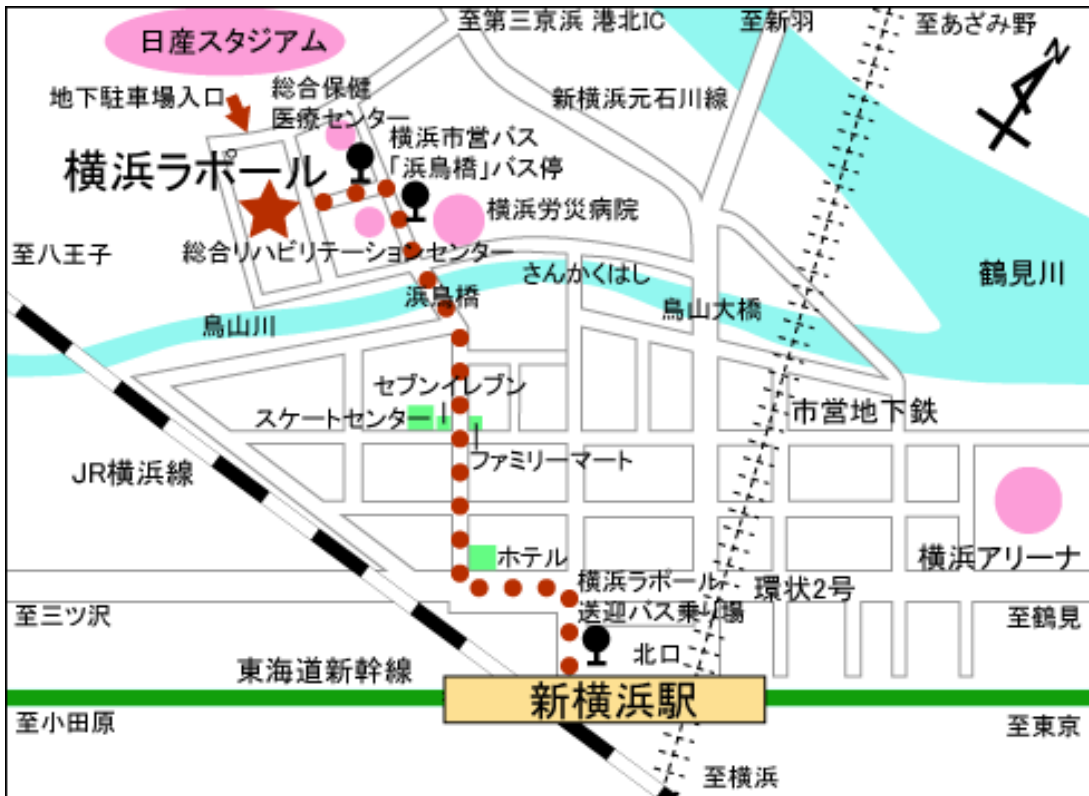 至第三京浜 港北IC
至新羽
至あざみ野
日産スタジアム
N
地下駐車場入口
総合保健
医療センター
新横浜元石川線
横浜市営バス
「浜鳥橋」バス停
横浜ラポール
横浜労災病院
至八王子
総合リハビリテーションセンター
さんかくはし
鶴見川
浜鳥橋
鳥山川
鳥山大橋
セブンイレブン
スケートセンター
市営地下鉄
ファミリーマート
JR横浜線
ホテル
横浜アリーナ
横浜ラポール
送迎バス乗り場
環状2号
至三ツ沢
至鶴見
北口
東海道新幹線
新横浜駅
至小田原
至東京
至横浜